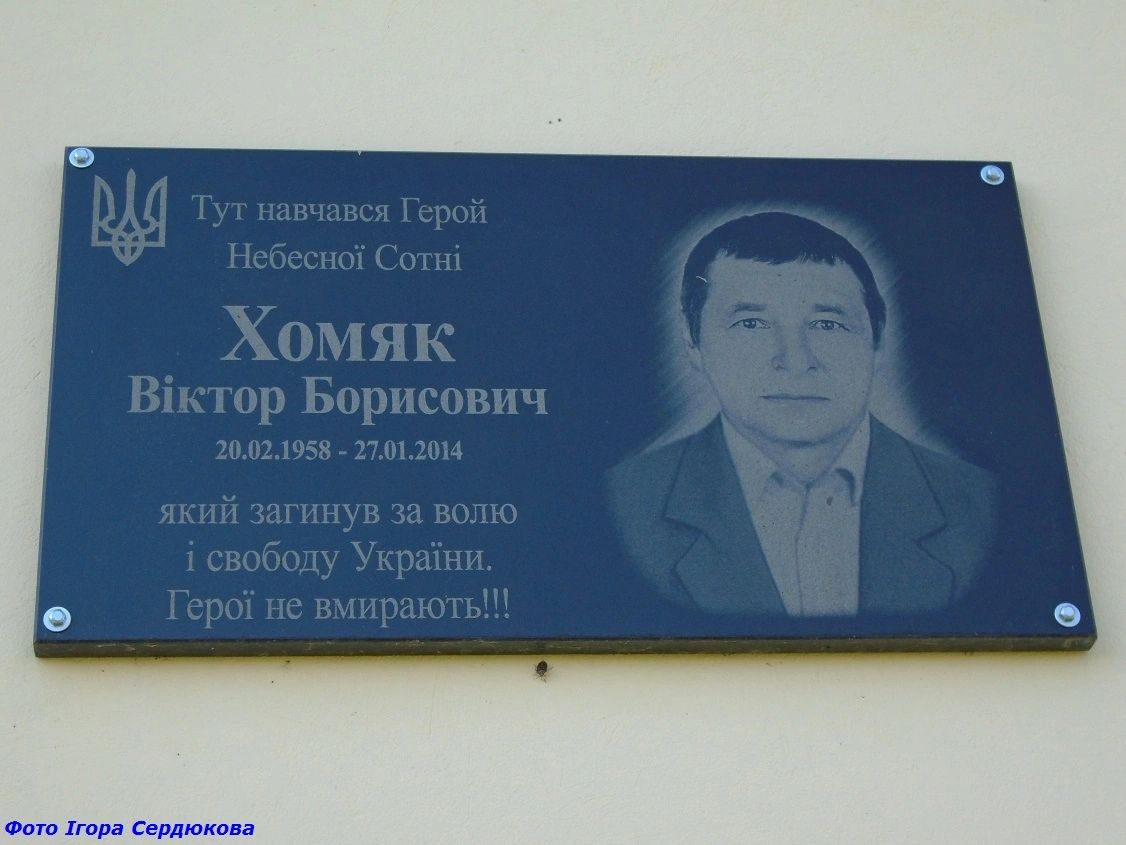 Тут навчався Герой
Небесної Сотні
Хомяк
Віктор Борисович
20.02.1958 - 27.01.2014
який загинув за волю
і свободу України.
Герої не вмирають!!!
Фото Ігора Сердюкова